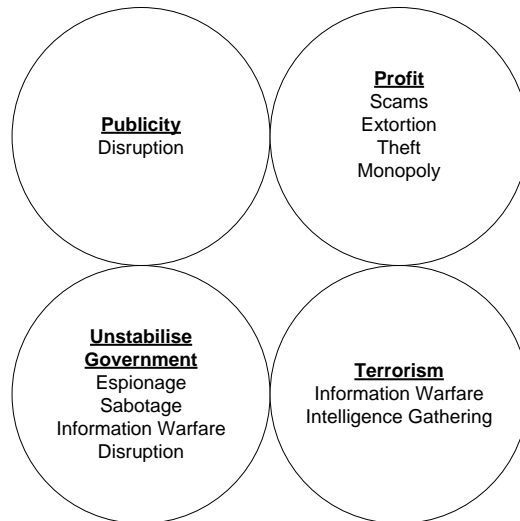 Publicity
Disruption
Profit
Scams
Extortion
Theft
Monopoly
Unstabilise
Government
Espionage
Sabotage
Information Warfare
Disruption
Terrorism
Information Warfare
Intelligence Gathering